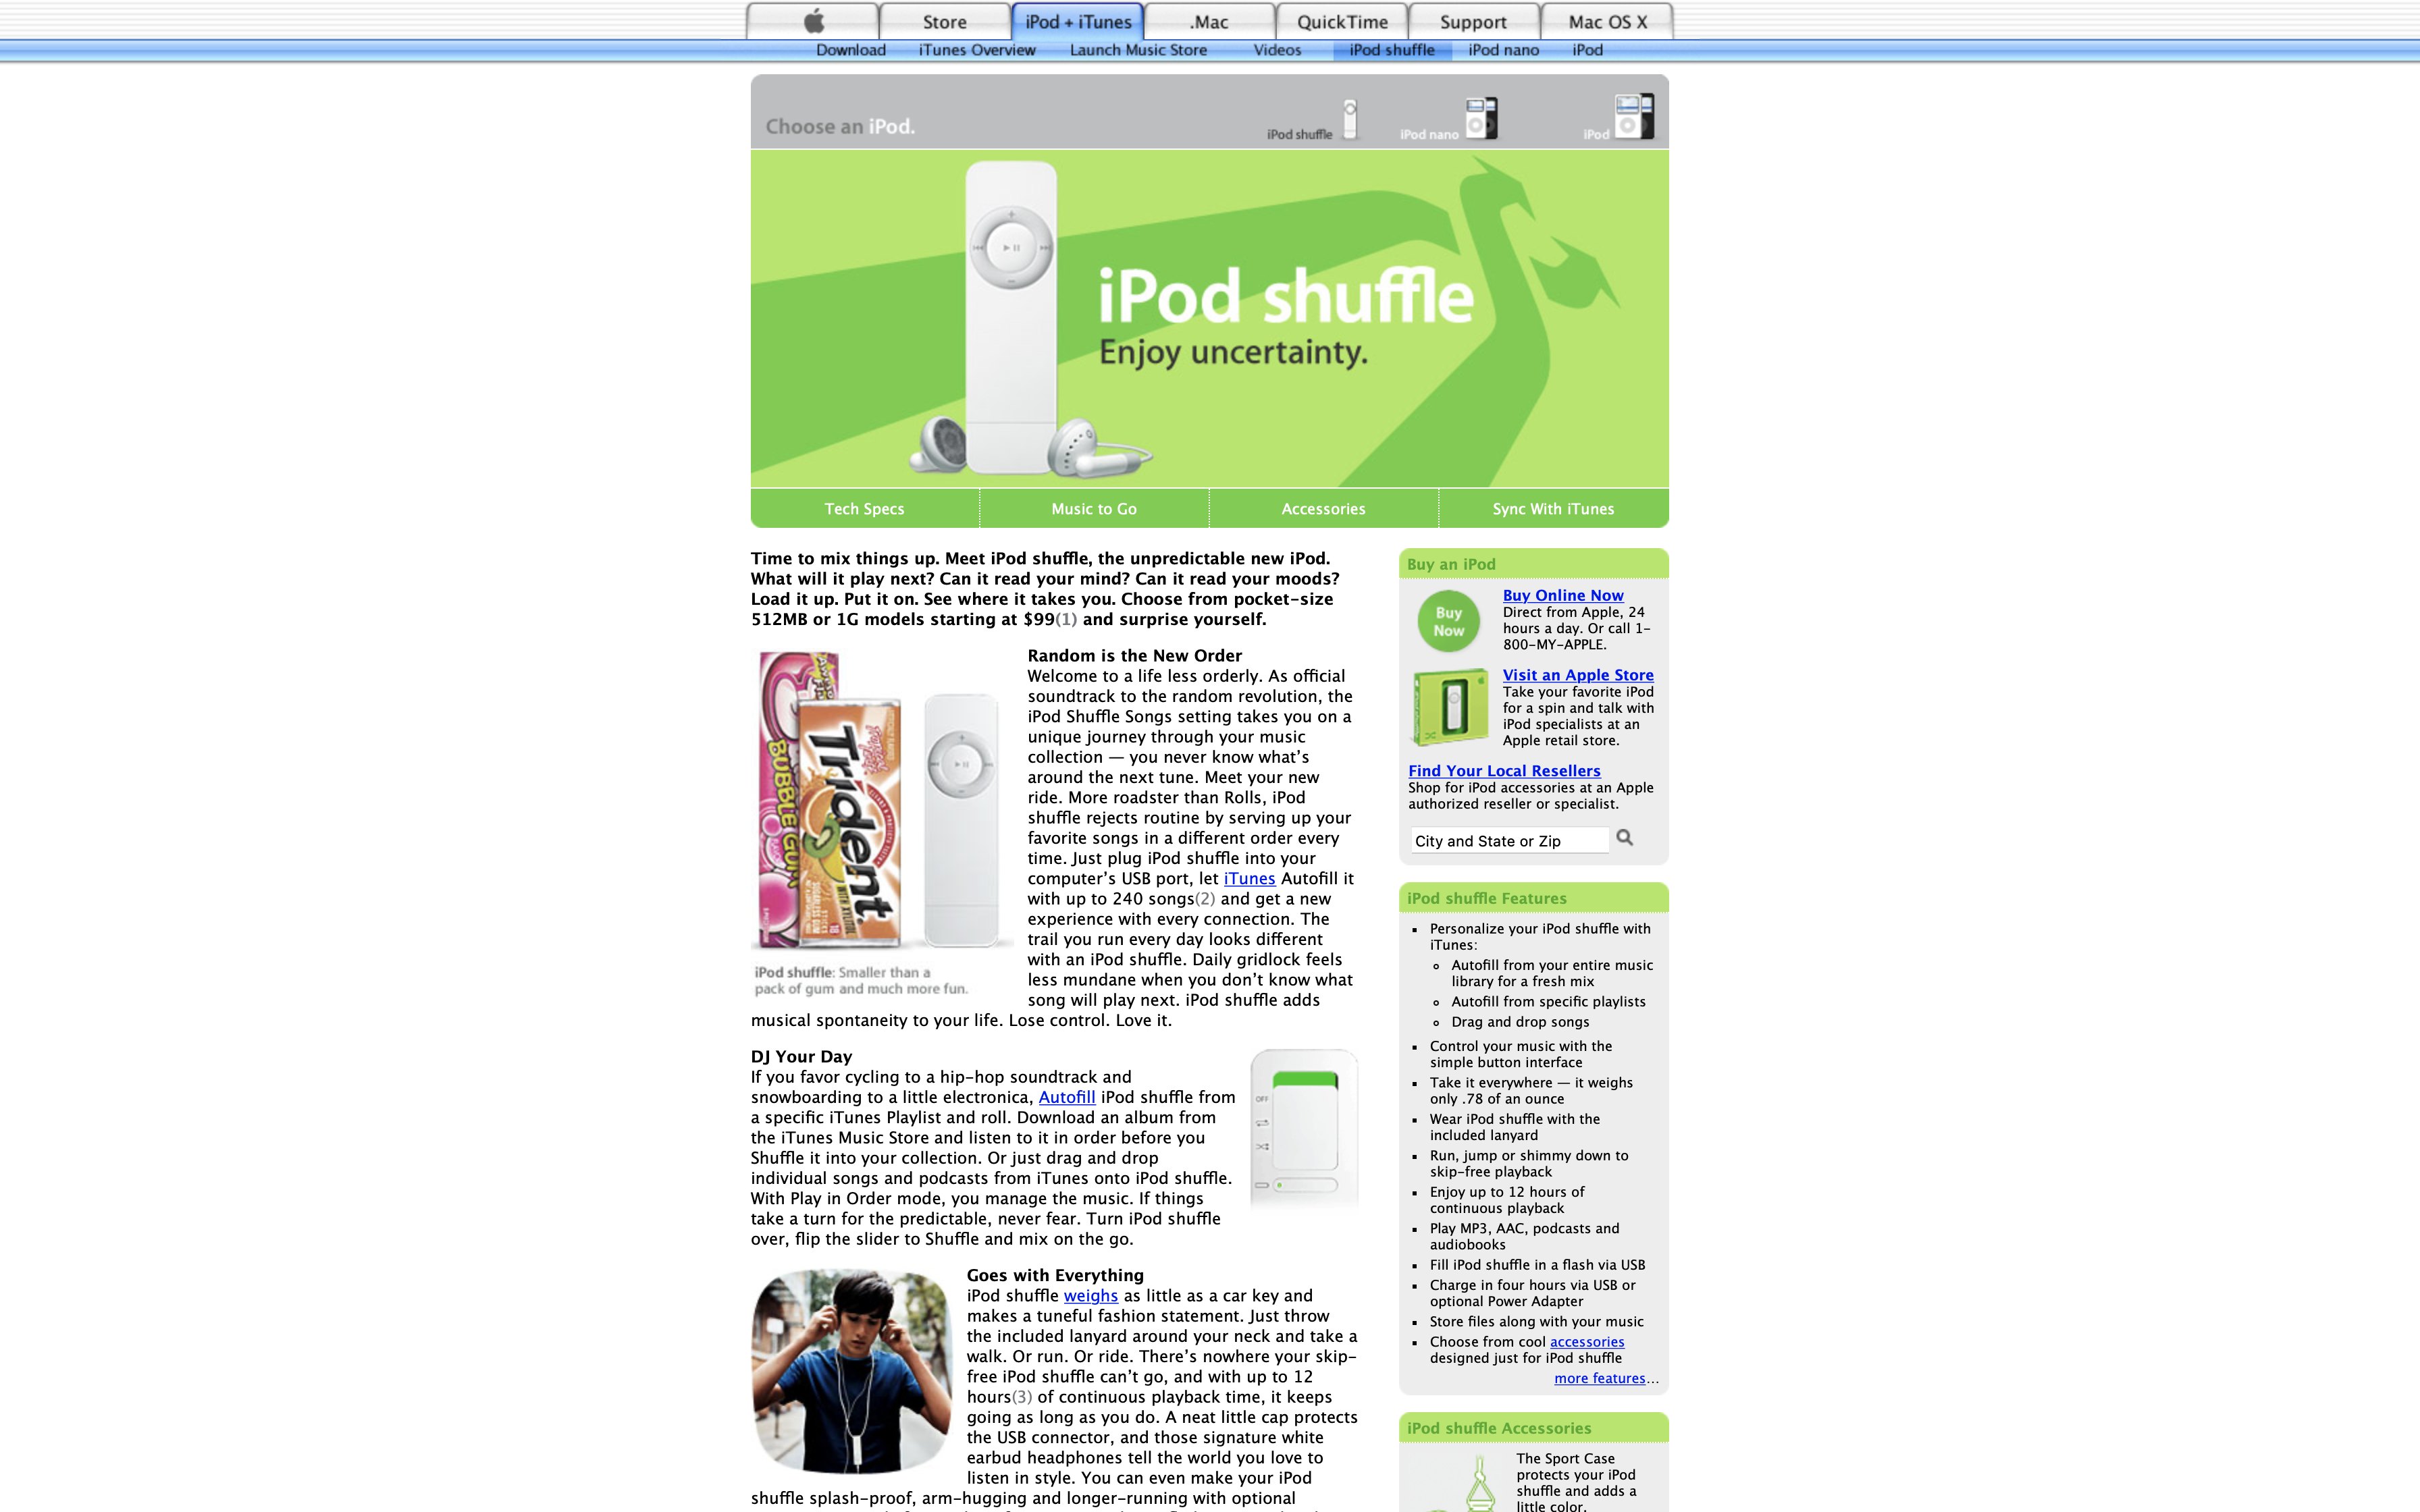 Store
iPod + iTunes
.Mac
QuickTime
Support
Mac OS X
Download
iTunes Overview
Launch Music Store
Videos
iPod shuffle
iPod nano
iPod
Choose an iPod.
iPod shuffle
iPod nano
iPod
iPod shuffle
Enjoy uncertainty.
Tech Specs
Music to Go
Accessories
Sync With iTunes
Time to mix things up. Meet iPod shuffle, the unpredictable new iPod.
What will it play next? Can it read your mind? Can it read your moods?
Load it up. Put it on. See where it takes you. Choose from pocket-size
512MB or 1G models starting at $99(1) and surprise yourself.
BUBBLE GUM
Trident
WITH XYLITOL
iPod shuffle: Smaller than a
pack of gum and much more fun.
Random is the New Order
Welcome to a life less orderly. As official
soundtrack to the random revolution, the
iPod Shuffle Songs setting takes you on a
unique journey through your music
collection — you never know what's
around the next tune. Meet your new
ride. More roadster than Rolls, iPod
shuffle rejects routine by serving up your
favorite songs in a different order every
time. Just plug iPod shuffle into your
computer's USB port, let iTunes Autofill it
with up to 240 songs(2) and get a new
experience with every connection. The
trail you run every day looks different
with an iPod shuffle. Daily gridlock feels
less mundane when you don't know what
song will play next. iPod shuffle adds
musical spontaneity to your life. Lose control. Love it.
DJ Your Day
If you favor cycling to a hip-hop soundtrack and
snowboarding to a little electronica, Autofill iPod shuffle from
a specific iTunes Playlist and roll. Download an album from
the iTunes Music Store and listen to it in order before you
Shuffle it into your collection. Or just drag and drop
individual songs and podcasts from iTunes onto iPod shuffle.
With Play in Order mode, you manage the music. If things
take a turn for the predictable, never fear. Turn iPod shuffle
over, flip the slider to Shuffle and mix on the go.
OFF
Goes with Everything
iPod shuffle weighs as little as a car key and
makes a tuneful fashion statement. Just throw
the included lanyard around your neck and take a
walk. Or run. Or ride. There's nowhere your skip-
free iPod shuffle can't go, and with up to 12
hours(3) of continuous playback time, it keeps
going as long as you do. A neat little cap protects
the USB connector, and those signature white
earbud headphones tell the world you love to
listen in style. You can even make your iPod
shuffle splash-proof, arm-hugging and longer-running with optional
Buy an iPod
Buy Now
Buy Online Now
Direct from Apple, 24
hours a day. Or call 1-
800-MY-APPLE.
Visit an Apple Store
Take your favorite iPod
for a spin and talk with
iPod specialists at an
Apple retail store.
Find Your Local Resellers
Shop for iPod accessories at an Apple
authorized reseller or specialist.
City and State or Zip
iPod shuffle Features
Personalize your iPod shuffle with
iTunes:
Autofill from your entire music
library for a fresh mix
Autofill from specific playlists
Drag and drop songs
Control your music with the
simple button interface
Take it everywhere — it weighs
only .78 of an ounce
Wear iPod shuffle with the
included lanyard
Run, jump or shimmy down to
skip-free playback
Enjoy up to 12 hours of
continuous playback
Play MP3, AAC, podcasts and
audiobooks
Fill iPod shuffle in a flash via USB
Charge in four hours via USB or
optional Power Adapter
Store files along with your music
Choose from cool accessories
designed just for iPod shuffle
more features...
iPod shuffle Accessories
The Sport Case
protects your iPod
shuffle and adds a
little color.